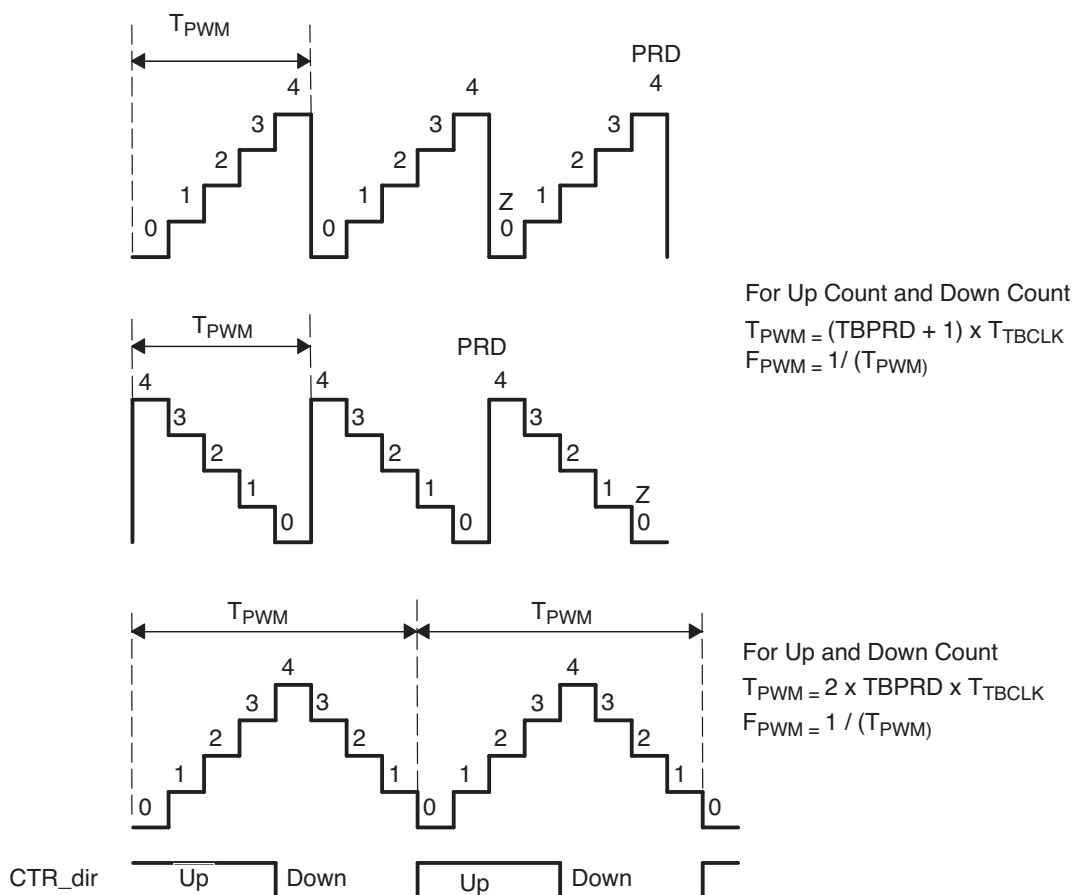 TPWM
PRD
4 4 4
3 3 3
2 2 2
1 1 Z 1
0 0 0
For Up Count and Down Count
TPWM = (TBPRD + 1) x TTBCLK
FPWM = 1/ (TPWM)
TPWM
PRD
4 4 4
3 3 3
2 2 2
1 1 1 Z
0 0 0
TPWM TPWM
For Up and Down Count
TPWM = 2 x TBPRD x TTBCLK
FPWM = 1 / (TPWM)
4 4
3 3 3 3
2 2 2 2
1 1 1 1
0 0 0
CTR_dir Up Down Up Down